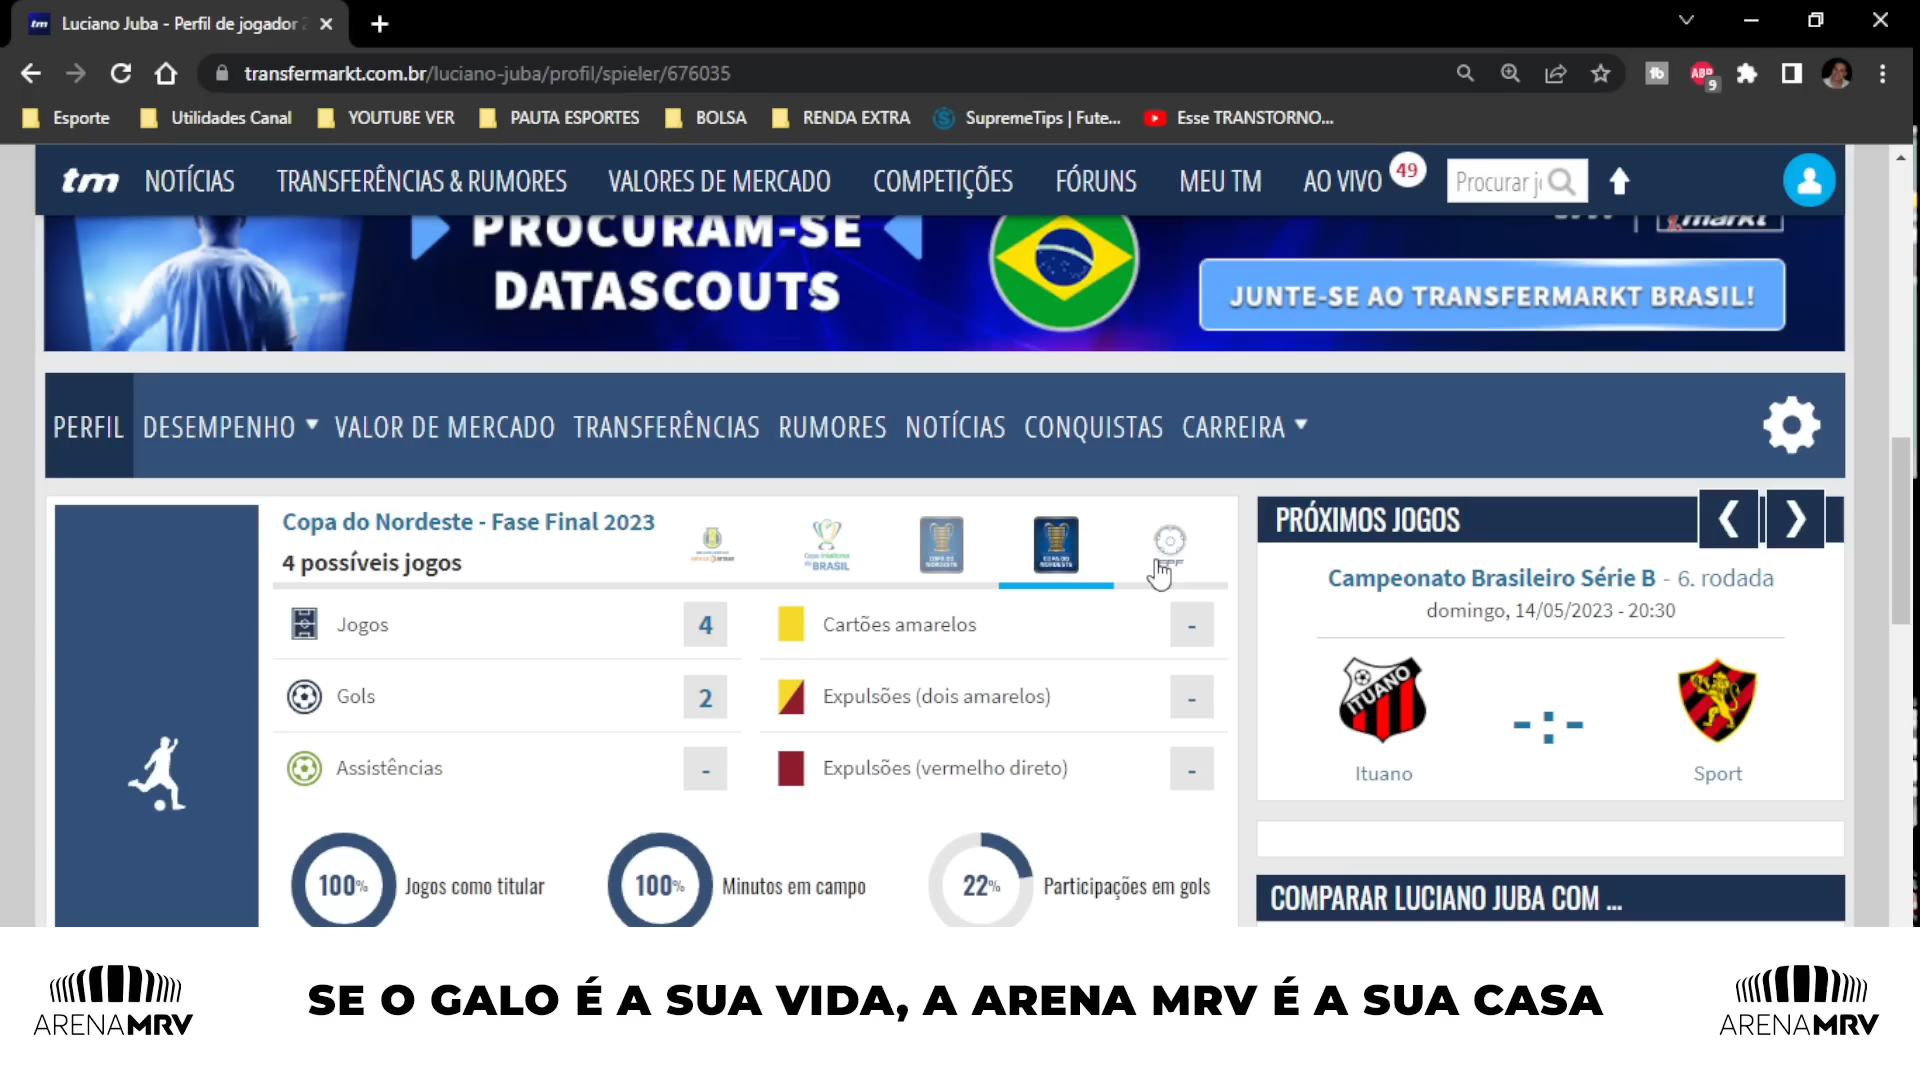 tm Luciano Juba - Perfil de jogador
transfermarkt.com.br/luciano-juba/profil/spieler/676035
ABP 9
Esporte Utilidades Canal YOUTUBE VER PAUTA ESPORTES BOLSA RENDA EXTRA SupremeTips | Fute... Esse TRANSTORNO...
tm NOTÍCIAS TRANSFERÊNCIAS & RUMORES VALORES DE MERCADO COMPETIÇÕES FÓRUNS MEU TM AO VIVO 49 Procurar j
PROCURAM-SE
DATASCOUTS
JUNTE-SE AO TRANSFERMARKT BRASIL!
PERFIL DESEMPENHO VALOR DE MERCADO TRANSFERÊNCIAS RUMORES NOTÍCIAS CONQUISTAS CARREIRA
Copa do Nordeste - Fase Final 2023
4 possíveis jogos
BRASIL
Jogos 4 Cartões amarelos -
Gols 2 Expulsões (dois amarelos) -
Assistências - Expulsões (vermelho direto) -
100% Jogos como titular 100% Minutos em campo 22% Participações em gols
PRÓXIMOS JOGOS
Campeonato Brasileiro Série B - 6. rodada
domingo, 14/05/2023 - 20:30
ITUANO
-:-
Ituano Sport
COMPARAR LUCIANO JUBA COM ...
ARENAMRV
SE O GALO É A SUA VIDA, A ARENA MRV É A SUA CASA
ARENAMRV